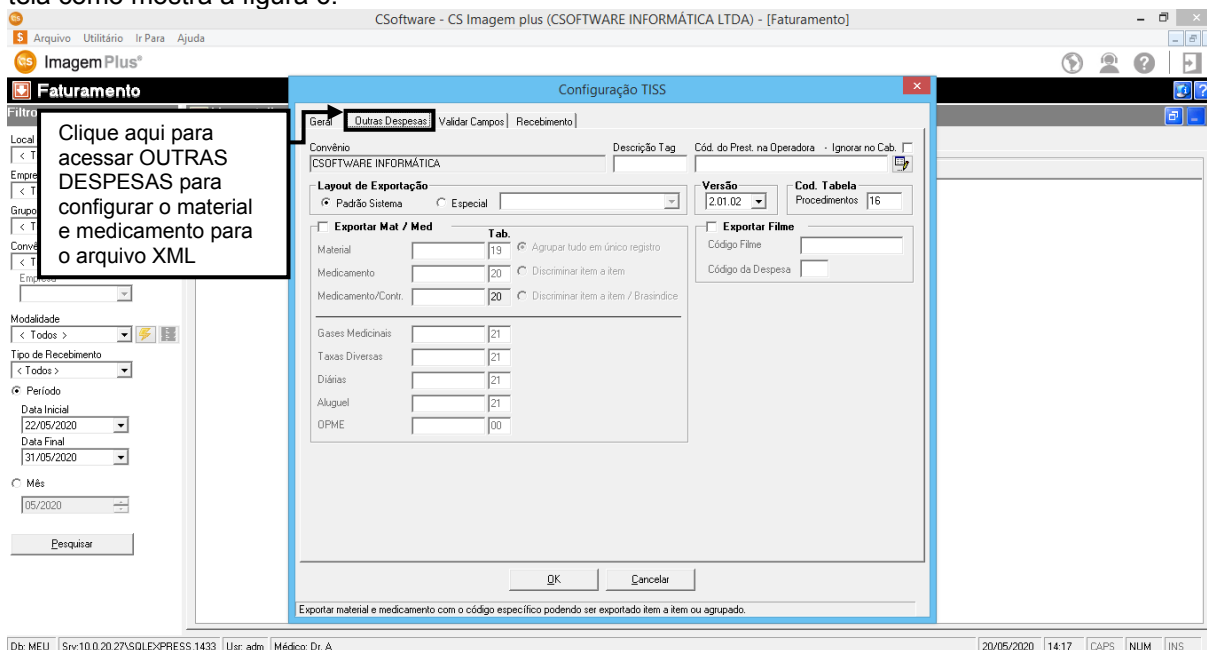 tela como mostra a figura 6.
CSoftware - CS Imagem plus (CSOFTWARE INFORMÁTICA LTDA) - [Faturamento]
Arquivo Utilitário Ir Para Ajuda
ImagemPlus®
Faturamento
Configuração TISS
Clique aqui para
acessar OUTRAS
DESPESAS para
configurar o material
e medicamento para
o arquivo XML
Filtro
Local
< T
Empre
< T
Grupo
< T
Convê
< T
Empresa
Modalidade
< Todos >
Tipo de Recebimento
< Todos >
Período
Data Inicial
22/05/2020
Data Final
31/05/2020
Mês
05/2020
Pesquisar
Geral Outras Despesas Validar Campos Recebimento
Convênio Descrição Tag Cód. do Prest. na Operadora - Ignorar no Cab.
CSOFTWARE INFORMÁTICA
Layout de Exportação Versão Cod. Tabela
Padrão Sistema Especial 2.01.02 Procedimentos 16
Exportar Mat / Med Tab. Exportar Filme
Material 19 Agrupar tudo em único registro Código Filme
Medicamento 20 Discriminar item a item Código da Despesa
Medicamento/Contr. 20 Discriminar item a item / Brasindice
Gases Medicinais 21
Taxas Diversas 21
Diárias 21
Aluguel 21
OPME 00
OK Cancelar
Exportar material e medicamento com o código específico podendo ser exportado item a item ou agrupado.
Db: MEU Srv:10.0.20.27\SQLEXPRESS,1433 Usr: adm Médico: Dr. A 20/05/2020 14:17 CAPS NUM INS